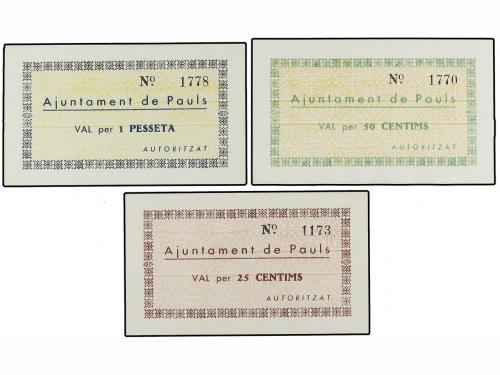 Nº 1778
Ajuntament de Pauls
VAL per 1 PESSETA
AUTORITZAT
Nº 1770
Ajuntament de Pauls
VAL per 50 CENTIMS
AUTORITZAT
Nº 1173
Ajuntament de Pauls
VAL per 25 CENTIMS
AUTORITZAT